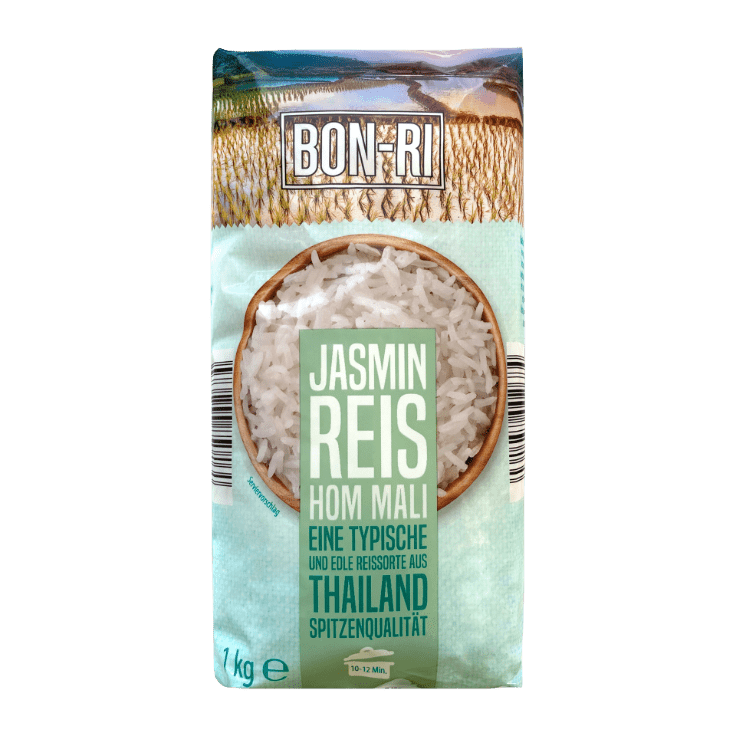 BON-RI
JASMIN
REIS
HOM MALI
EINE TYPISCHE
UND EDLE REISSORTE AUS
THAILAND
SPITZENQUALITÄT
Serviervorschlag
10-12 Min.
1 kg e